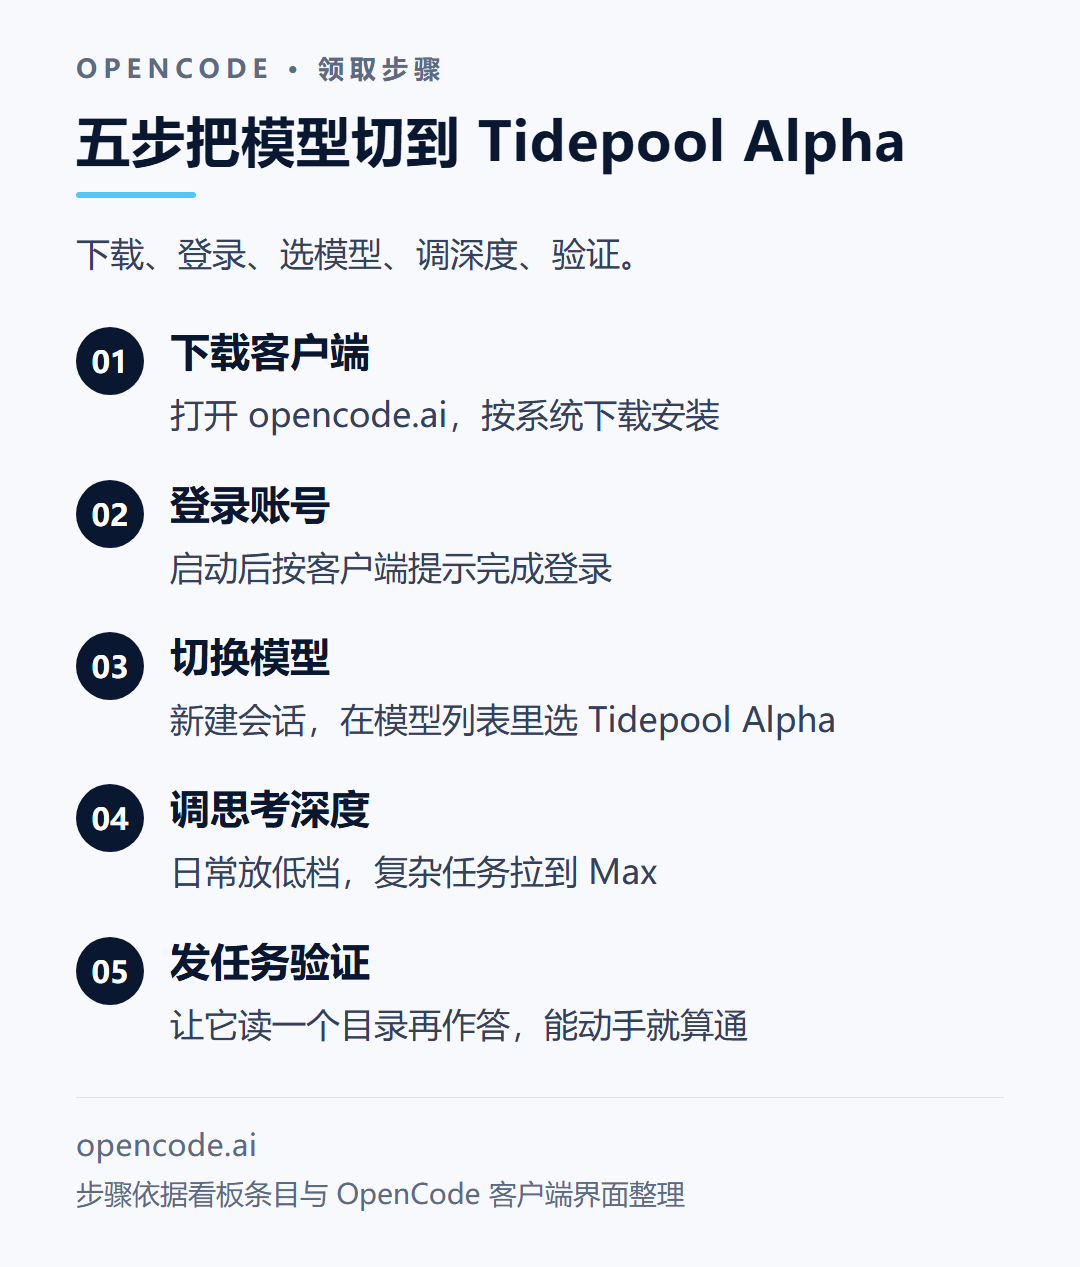 OPENCODE • 领取步骤
五步把模型切到 Tidepool Alpha
下载、登录、选模型、调深度、验证。
01 下载客户端
打开 opencode.ai，按系统下载安装
02 登录账号
启动后按客户端提示完成登录
03 切换模型
新建会话，在模型列表里选 Tidepool Alpha
04 调思考深度
日常放低档，复杂任务拉到 Max
05 发任务验证
让它读一个目录再作答，能动手就算通
opencode.ai
步骤依据看板条目与 OpenCode 客户端界面整理